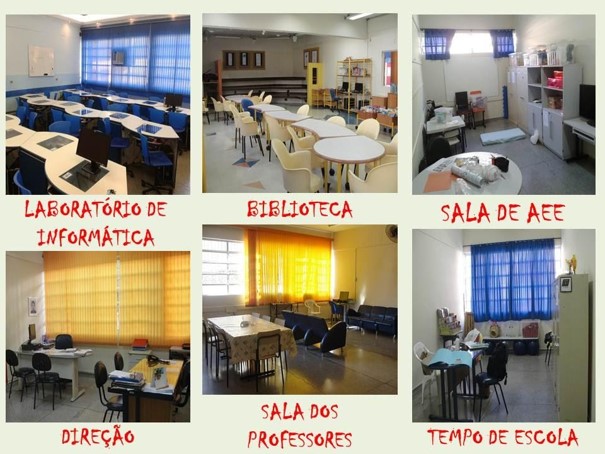 LABORATÓRIO DE
INFORMÁTICA
BIBLIOTECA
SALA DE AEE
DIREÇÃO
SALA DOS
PROFESSORES
TEMPO DE ESCOLA